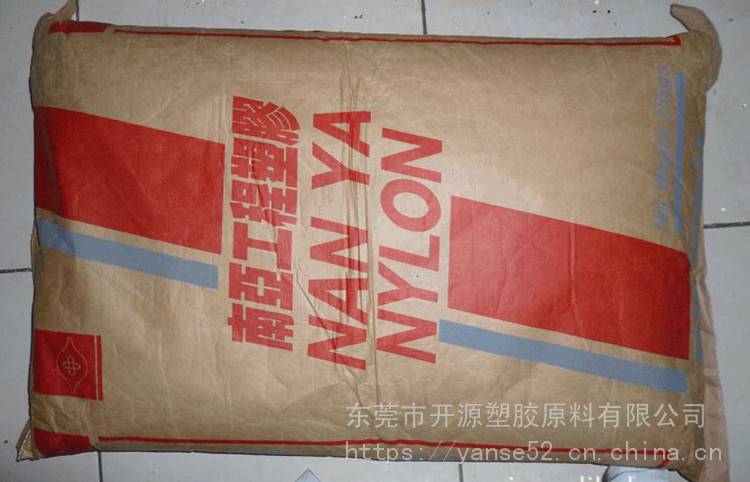 南亞工程塑膠
NAN YA
NYLON
东莞市开源塑胶原料有限公司
https://yanse52.cn.china.cn